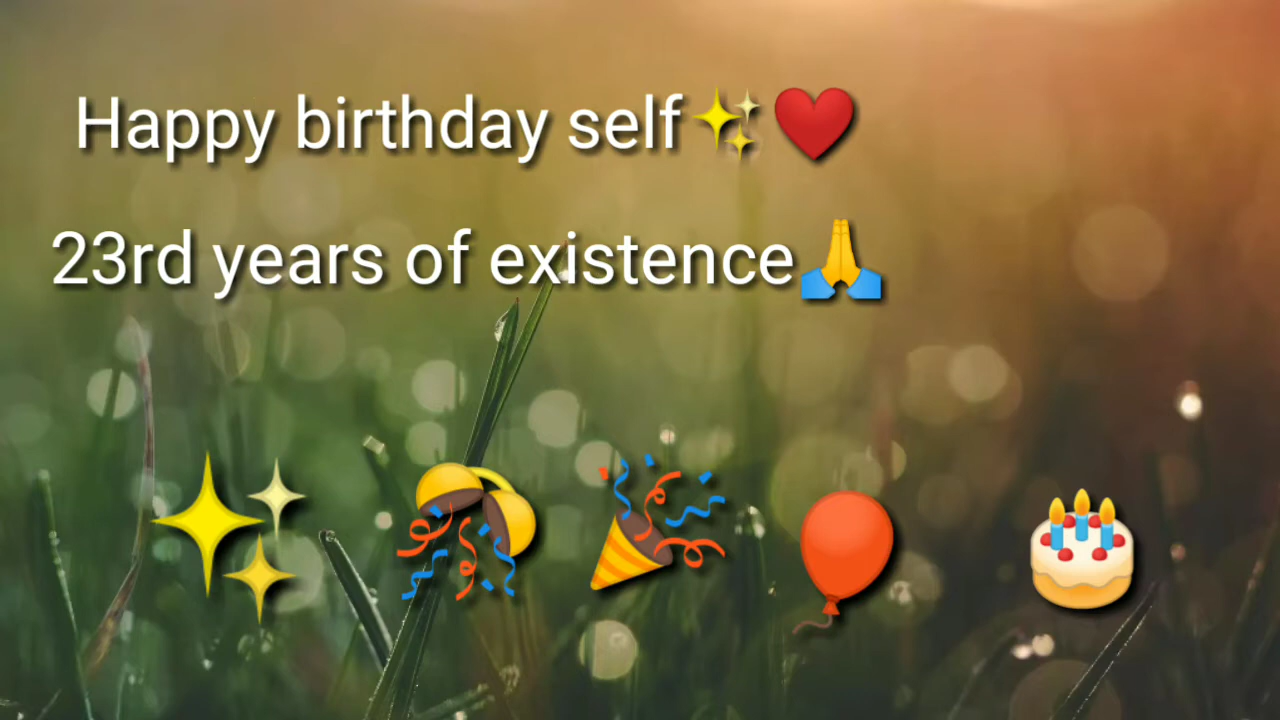 Happy birthday self✨❤️
23rd years of existence🙏
✨🎊🎉🎈🎂